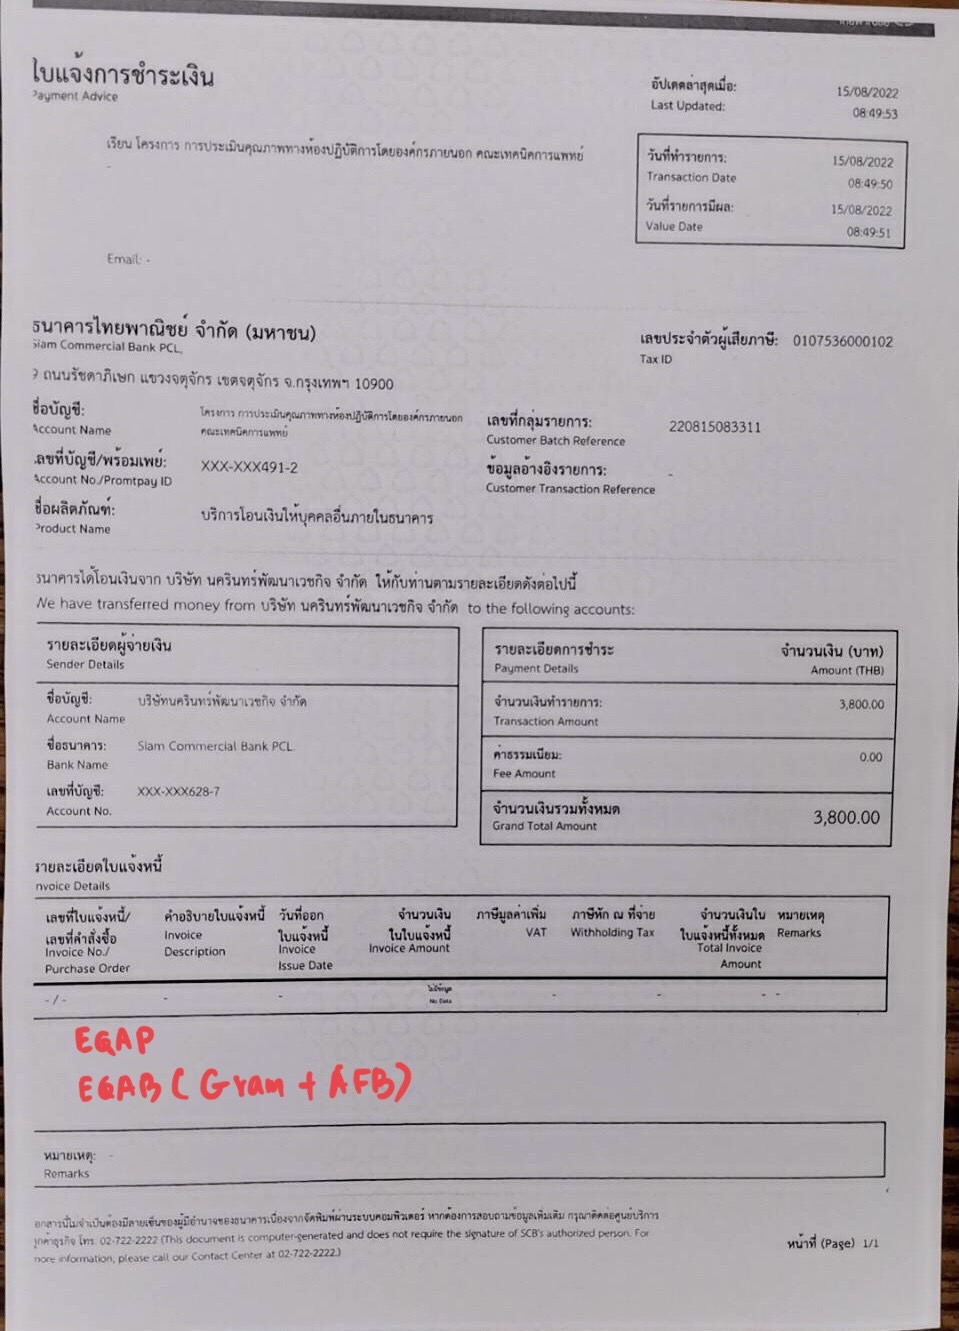 ใบแจ้งการชำระเงิน
Payment Advice
อัปเดตล่าสุดเมื่อ: 15/08/2022
Last Updated: 08:49:53
เรียน โครงการ การประเมินคุณภาพทางห้องปฏิบัติการโดยองค์กรภายนอก คณะเทคนิคการแพทย์
-
วันที่ทำรายการ: 15/08/2022
Transaction Date 08:49:50
วันที่รายการมีผล: 15/08/2022
Value Date 08:49:51
Email: -
ธนาคารไทยพาณิชย์ จำกัด (มหาชน)
Siam Commercial Bank PCL.
เลขประจำตัวผู้เสียภาษี: 0107536000102
Tax ID
9 ถนนรัชดาภิเษก แขวงจตุจักร เขตจตุจักร จ.กรุงเทพฯ 10900
ชื่อบัญชี: โครงการ การประเมินคุณภาพทางห้องปฏิบัติการโดยองค์กรภายนอก
Account Name คณะเทคนิคการแพทย์
เลขที่กลุ่มรายการ: 220815083311
Customer Batch Reference
เลขที่บัญชี/พร้อมเพย์: XXX-XXX491-2
Account No./Promtpay ID
ข้อมูลอ้างอิงรายการ: -
Customer Transaction Reference
ชื่อผลิตภัณฑ์: บริการโอนเงินให้บุคคลอื่นภายในธนาคาร
Product Name
ธนาคารได้โอนเงินจาก บริษัท นครินทร์พัฒนาเวชกิจ จำกัด ให้กับท่านตามรายละเอียดดังต่อไปนี้
We have transferred money from บริษัท นครินทร์พัฒนาเวชกิจ จำกัด to the following accounts:
รายละเอียดผู้จ่ายเงิน
Sender Details
ชื่อบัญชี: บริษัทนครินทร์พัฒนาเวชกิจ จำกัด
Account Name
ชื่อธนาคาร: Siam Commercial Bank PCL.
Bank Name
เลขที่บัญชี: XXX-XXX628-7
Account No.
รายละเอียดการชำระ จำนวนเงิน (บาท)
Payment Details Amount (THB)
จำนวนเงินทำรายการ: 3,800.00
Transaction Amount
ค่าธรรมเนียม: 0.00
Fee Amount
จำนวนเงินรวมทั้งหมด 3,800.00
Grand Total Amount
รายละเอียดใบแจ้งหนี้
Invoice Details
เลขที่ใบแจ้งหนี้/ คำอธิบายใบแจ้งหนี้ วันที่ออก จำนวนเงิน ภาษีมูลค่าเพิ่ม ภาษีหัก ณ ที่จ่าย จำนวนเงินใน หมายเหตุ
เลขที่คำสั่งซื้อ Invoice ใบแจ้งหนี้ ในใบแจ้งหนี้ VAT Withholding Tax ใบแจ้งหนี้ทั้งหมด Remarks
Invoice No./ Description Invoice Invoice Amount Total Invoice
Purchase Order Issue Date Amount
- / - - - ไม่มีข้อมูล - - - -
No Data
EQAP
EQAB (Gram + AFB)
หมายเหตุ: -
Remarks
เอกสารนี้ไม่จำเป็นต้องมีลายเซ็นของผู้มีอำนาจของธนาคารเนื่องจากจัดพิมพ์ผ่านระบบคอมพิวเตอร์ หากต้องการสอบถามข้อมูลเพิ่มเติม กรุณาติดต่อศูนย์บริการ
ลูกค้าธุรกิจ โทร. 02-722-2222 (This document is computer-generated and does not require the signature of SCB's authorized person. For
more information, please call our Contact Center at 02-722-2222.)
หน้าที่ (Page) 1/1